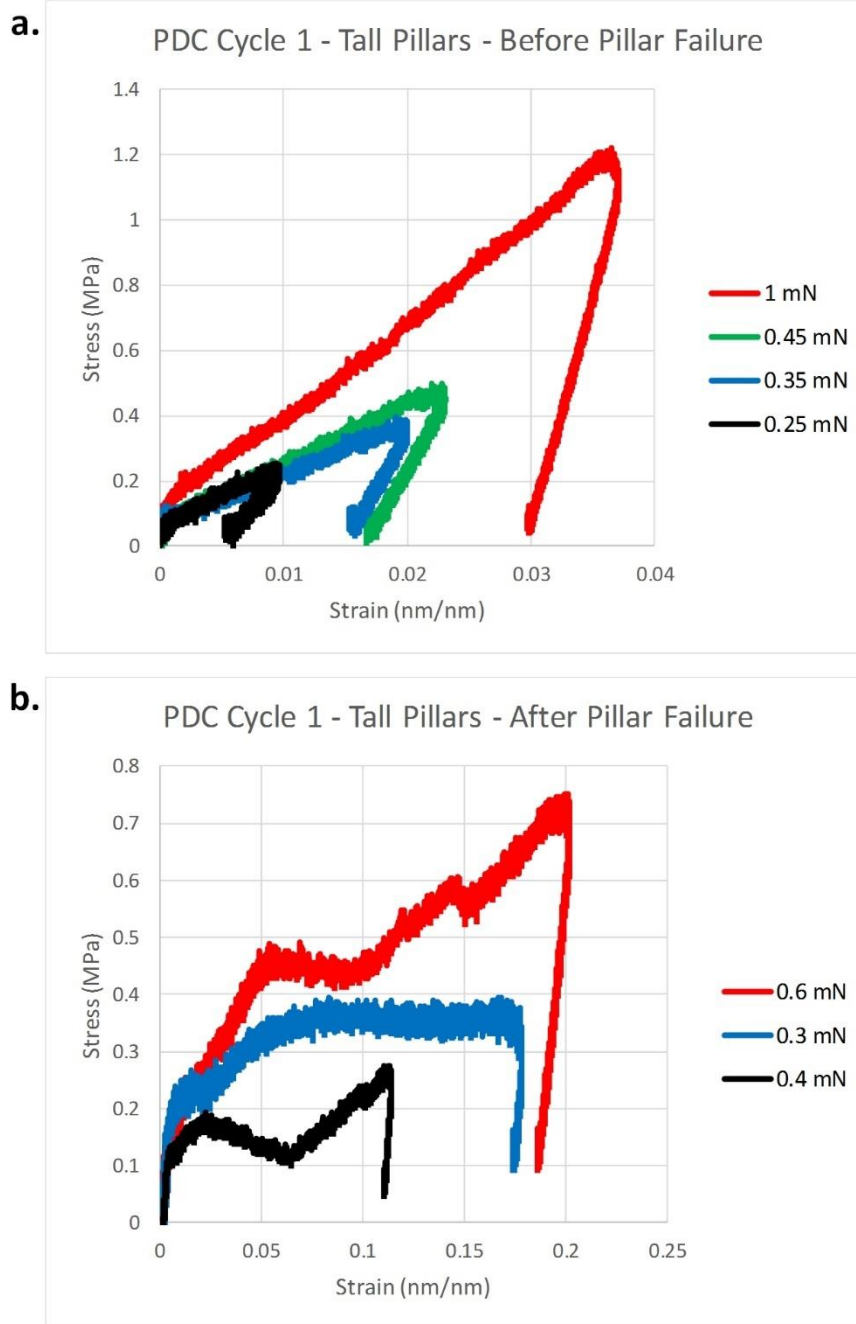 a.
PDC Cycle 1 - Tall Pillars - Before Pillar Failure
1.4
1.2
1
0.8
0.6
0.4
0.2
0
Stress (MPa)
0
0.01
0.02
0.03
0.04
Strain (nm/nm)
1 mN
0.45 mN
0.35 mN
0.25 mN
b.
PDC Cycle 1 - Tall Pillars - After Pillar Failure
0.8
0.7
0.6
0.5
0.4
0.3
0.2
0.1
0
Stress (MPa)
0
0.05
0.1
0.15
0.2
0.25
Strain (nm/nm)
0.6 mN
0.3 mN
0.4 mN